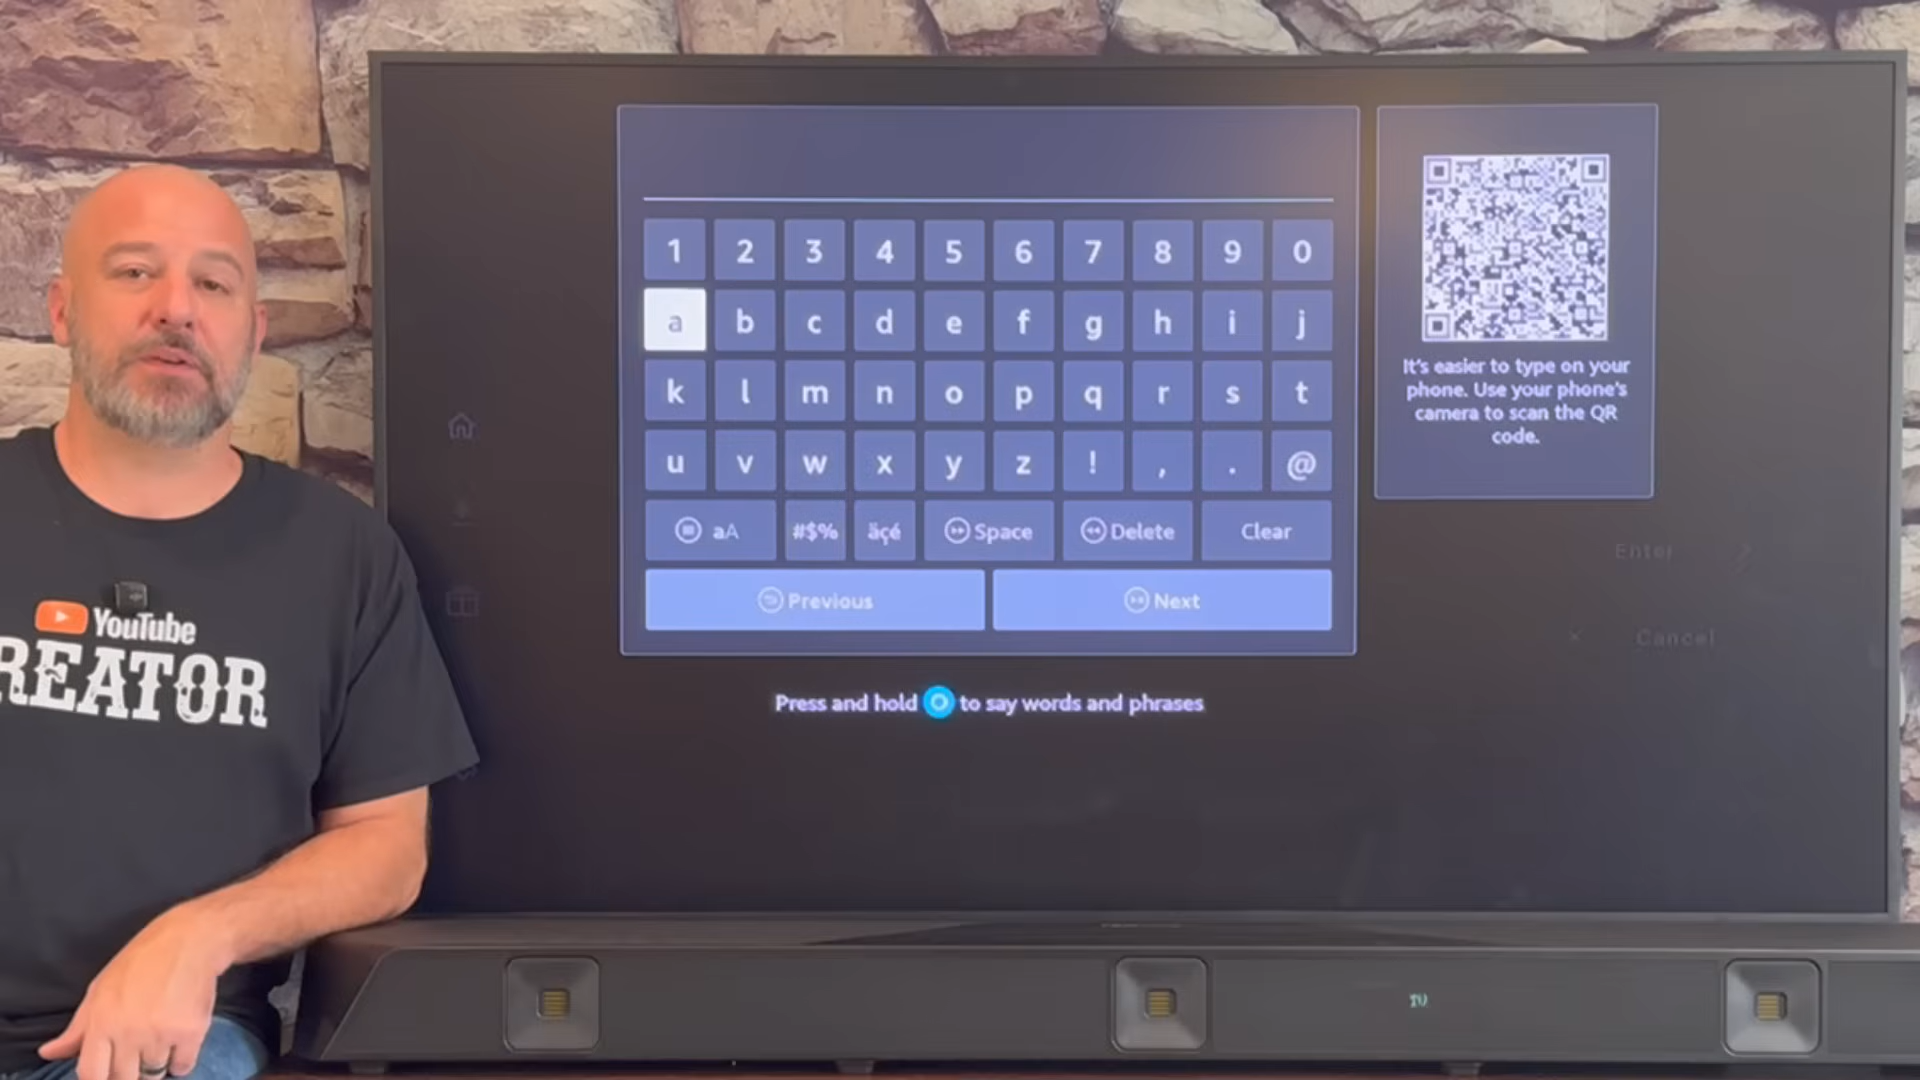 1 2 3 4 5 6 7 8 9 0
a b c d e f g h i j
k l m n o p q r s t
u v w x y z ! , . @
aA #$% äçé Space Delete Clear
Previous Next
Press and hold to say words and phrases
It's easier to type on your
phone. Use your phone's
camera to scan the QR
code.
Enter
Cancel
YouTube
REATOR
TV